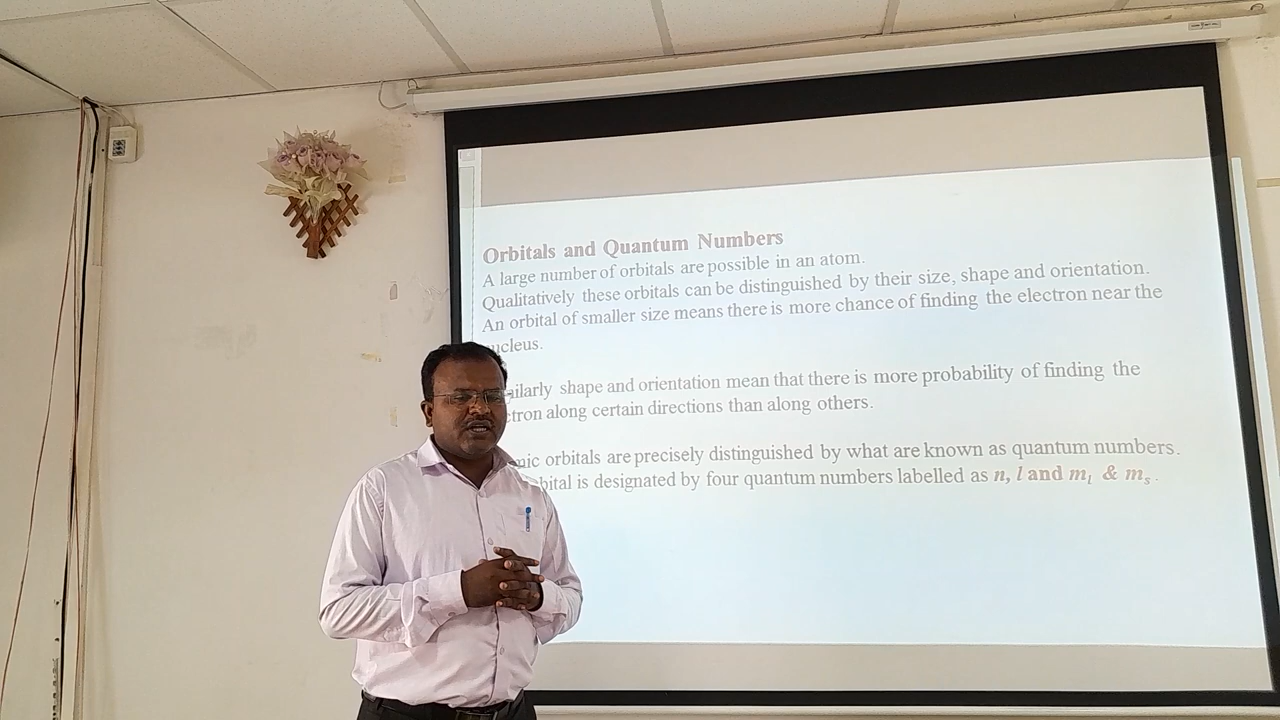 Orbitals and Quantum Numbers
A large number of orbitals are possible in an atom.
Qualitatively these orbitals can be distinguished by their size, shape and orientation.
An orbital of smaller size means there is more chance of finding the electron near the
ucleus.
ilarly shape and orientation mean that there is more probability of finding the
ctron along certain directions than along others.
mic orbitals are precisely distinguished by what are known as quantum numbers.
bital is designated by four quantum numbers labelled as n, l and mₗ & mₛ.